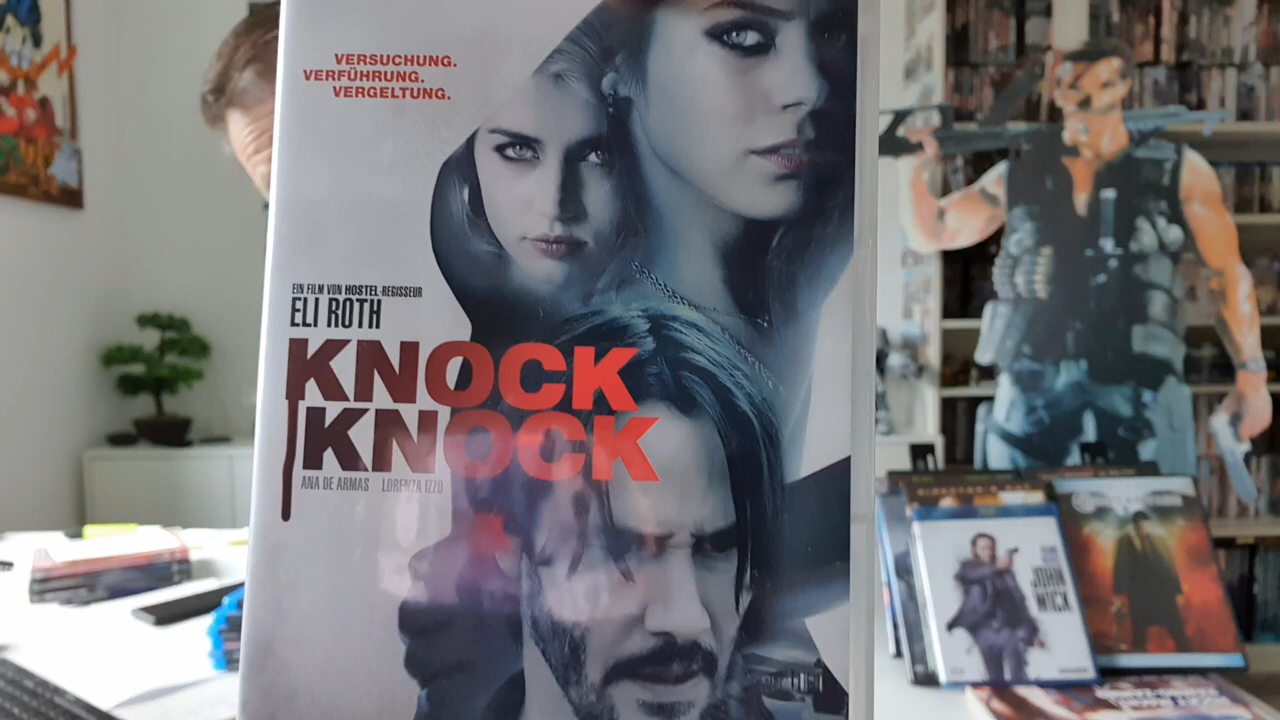 VERSUCHUNG.
VERFÜHRUNG.
VERGELTUNG.
EIN FILM VON HOSTEL-REGISSEUR
ELI ROTH
KNOCK
KNOCK
ANA DE ARMAS LORENZA IZZO
JOHN
WICK